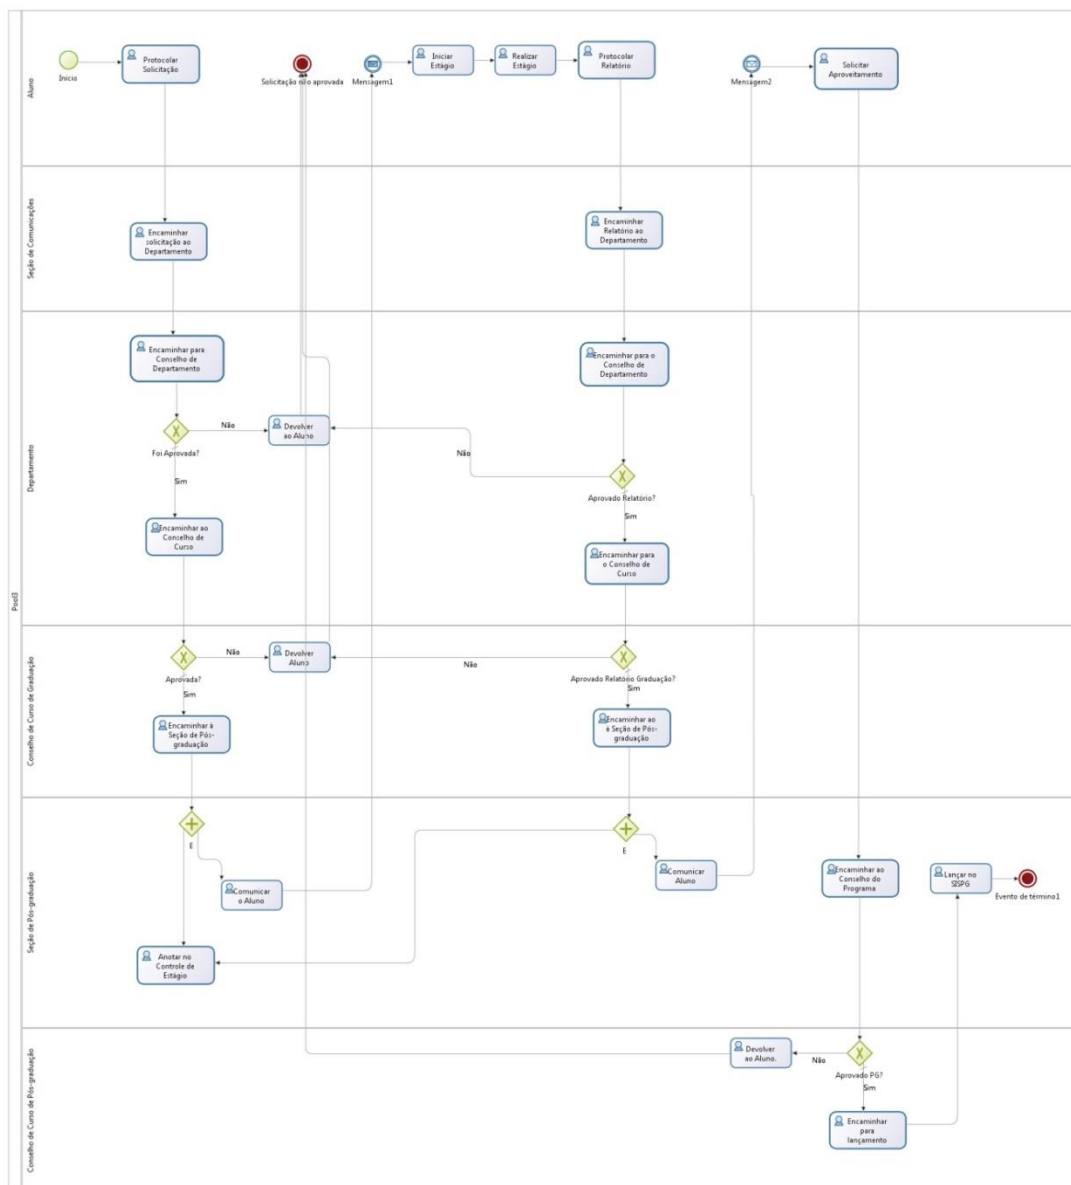 Pool3
Aluno
Inicio
Protocolar
Solicitação
Solicitação não aprovada
Mensagem1
Iniciar
Estágio
Realizar
Estágio
Protocolar
Relatório
Mensagem2
Solicitar
Aproveitamento
Seção de Comunicações
Encaminhar
solicitação ao
Departamento
Encaminhar
Relatório ao
Departamento
Departamento
Encaminhar para
Conselho de
Departamento
Encaminhar para o
Conselho de
Departamento
Foi Aprovada?
Não
Devolver
ao Aluno
Não
Aprovado Relatório?
Sim
Sim
Encaminhar ao
Conselho de
Curso
Encaminhar para
o Conselho de
Curso
Conselho de Curso de Graduação
Aprovada?
Não
Devolver
Aluno
Não
Aprovado Relatório Graduação?
Sim
Sim
Encaminhar à
Seção de Pós-
graduação
Encaminhar ao
à Seção de Pós-
graduação
Seção de Pós-graduação
E
E
Comunicar
o Aluno
Comunicar
Aluno
Encaminhar ao
Conselho do
Programa
Lançar no
SISPG
Evento de término1
Anotar no
Controle de
Estágio
Conselho de Curso de Pós-graduação
Devolver
ao Aluno.
Não
Aprovado PG?
Sim
Encaminhar
para
lançamento